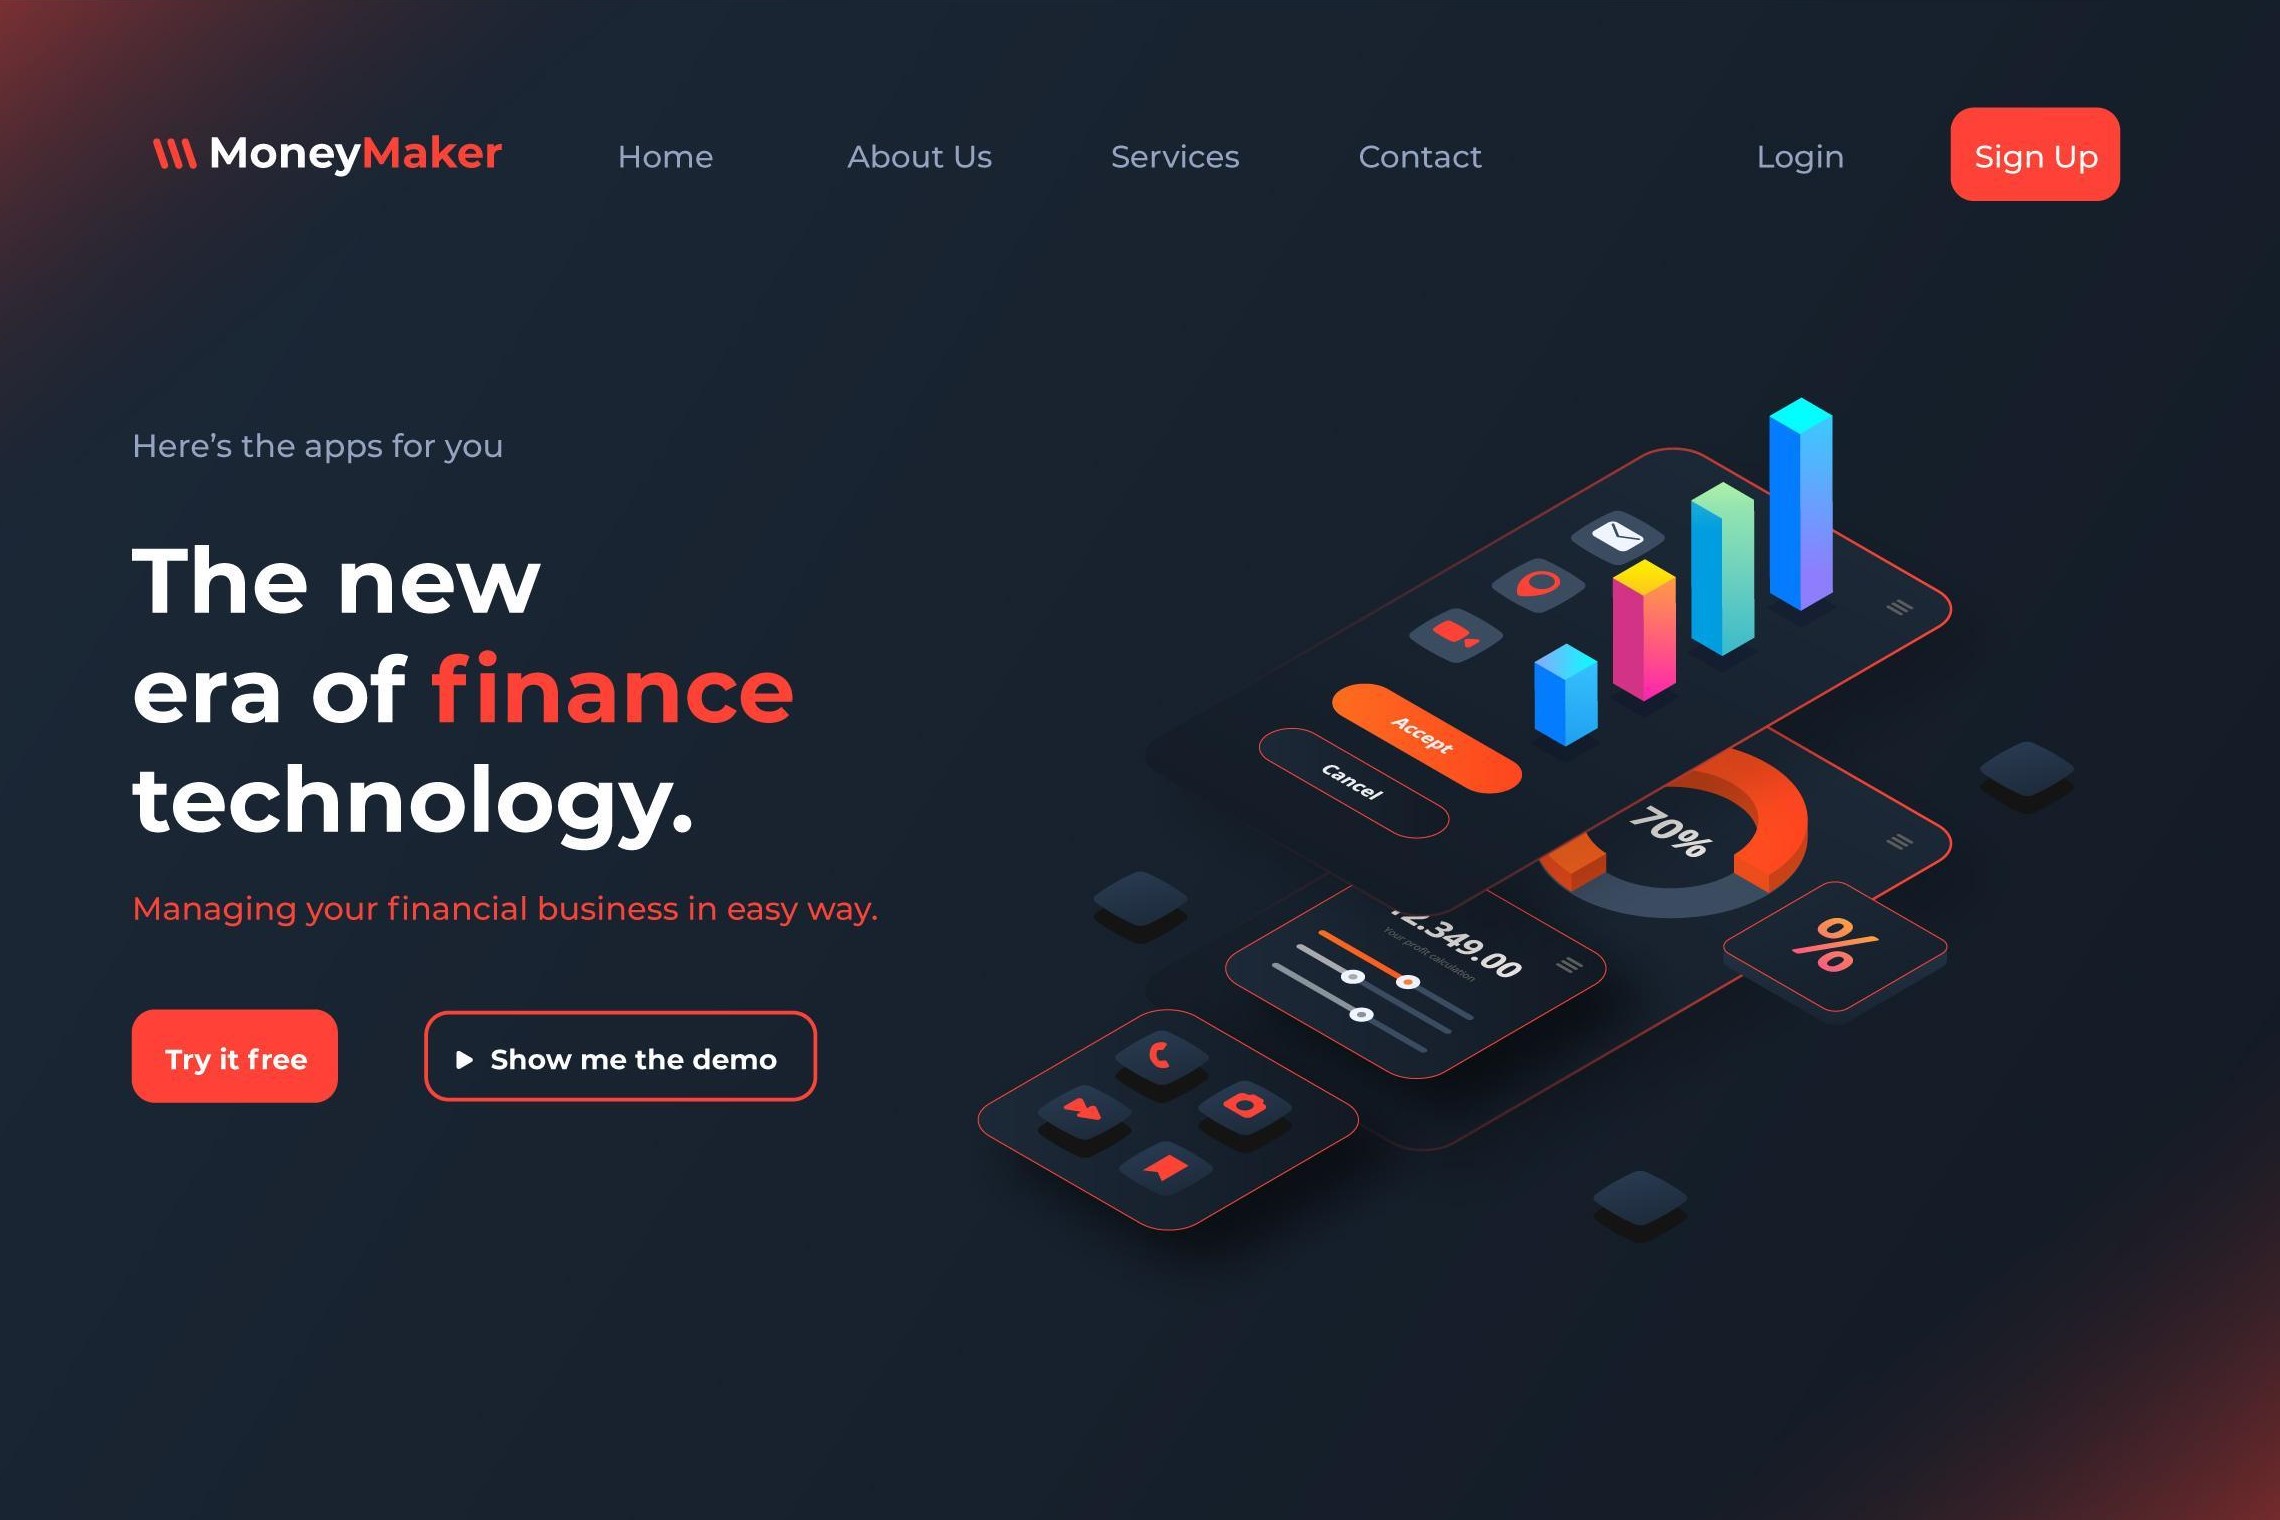 MoneyMaker
Home
About Us
Services
Contact
Login
Sign Up
Here’s the apps for you
The new
era of finance
technology.
Managing your financial business in easy way.
Try it free
Show me the demo
Accept
Cancel
70%
2.349.00
Your profit calculation
%